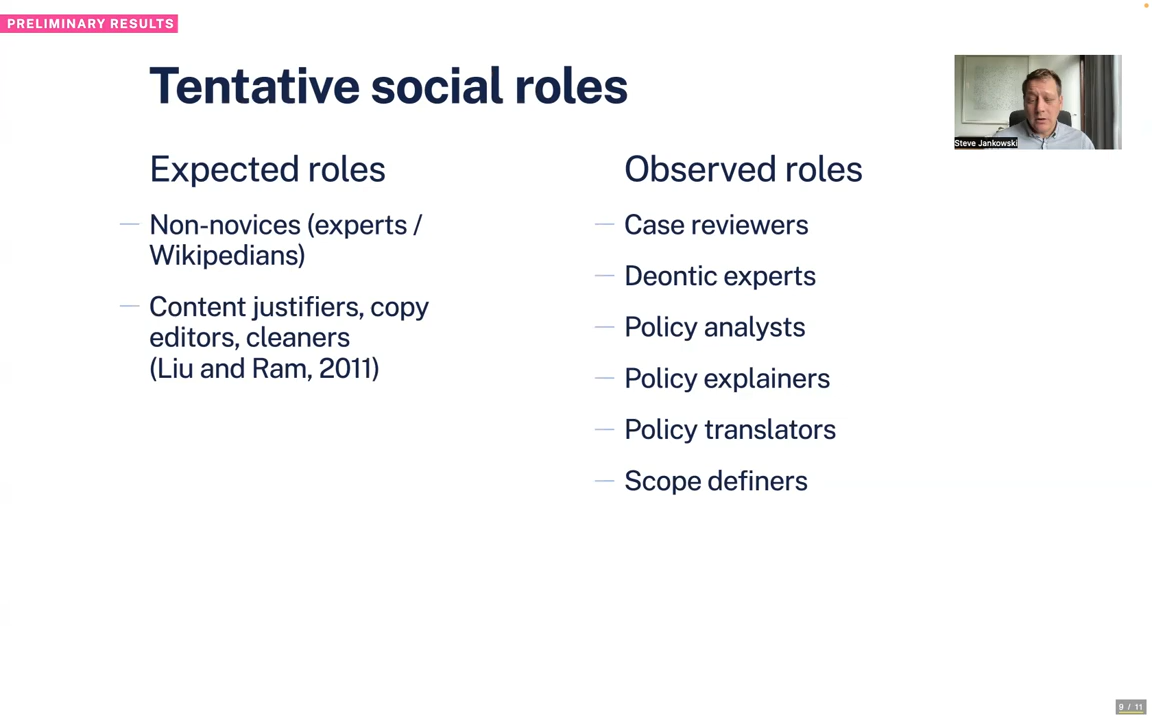 PRELIMINARY RESULTS
Tentative social roles
Steve Jankowski
Expected roles
— Non-novices (experts /
Wikipedians)
— Content justifiers, copy
editors, cleaners
(Liu and Ram, 2011)
Observed roles
— Case reviewers
— Deontic experts
— Policy analysts
— Policy explainers
— Policy translators
— Scope definers
9 / 11